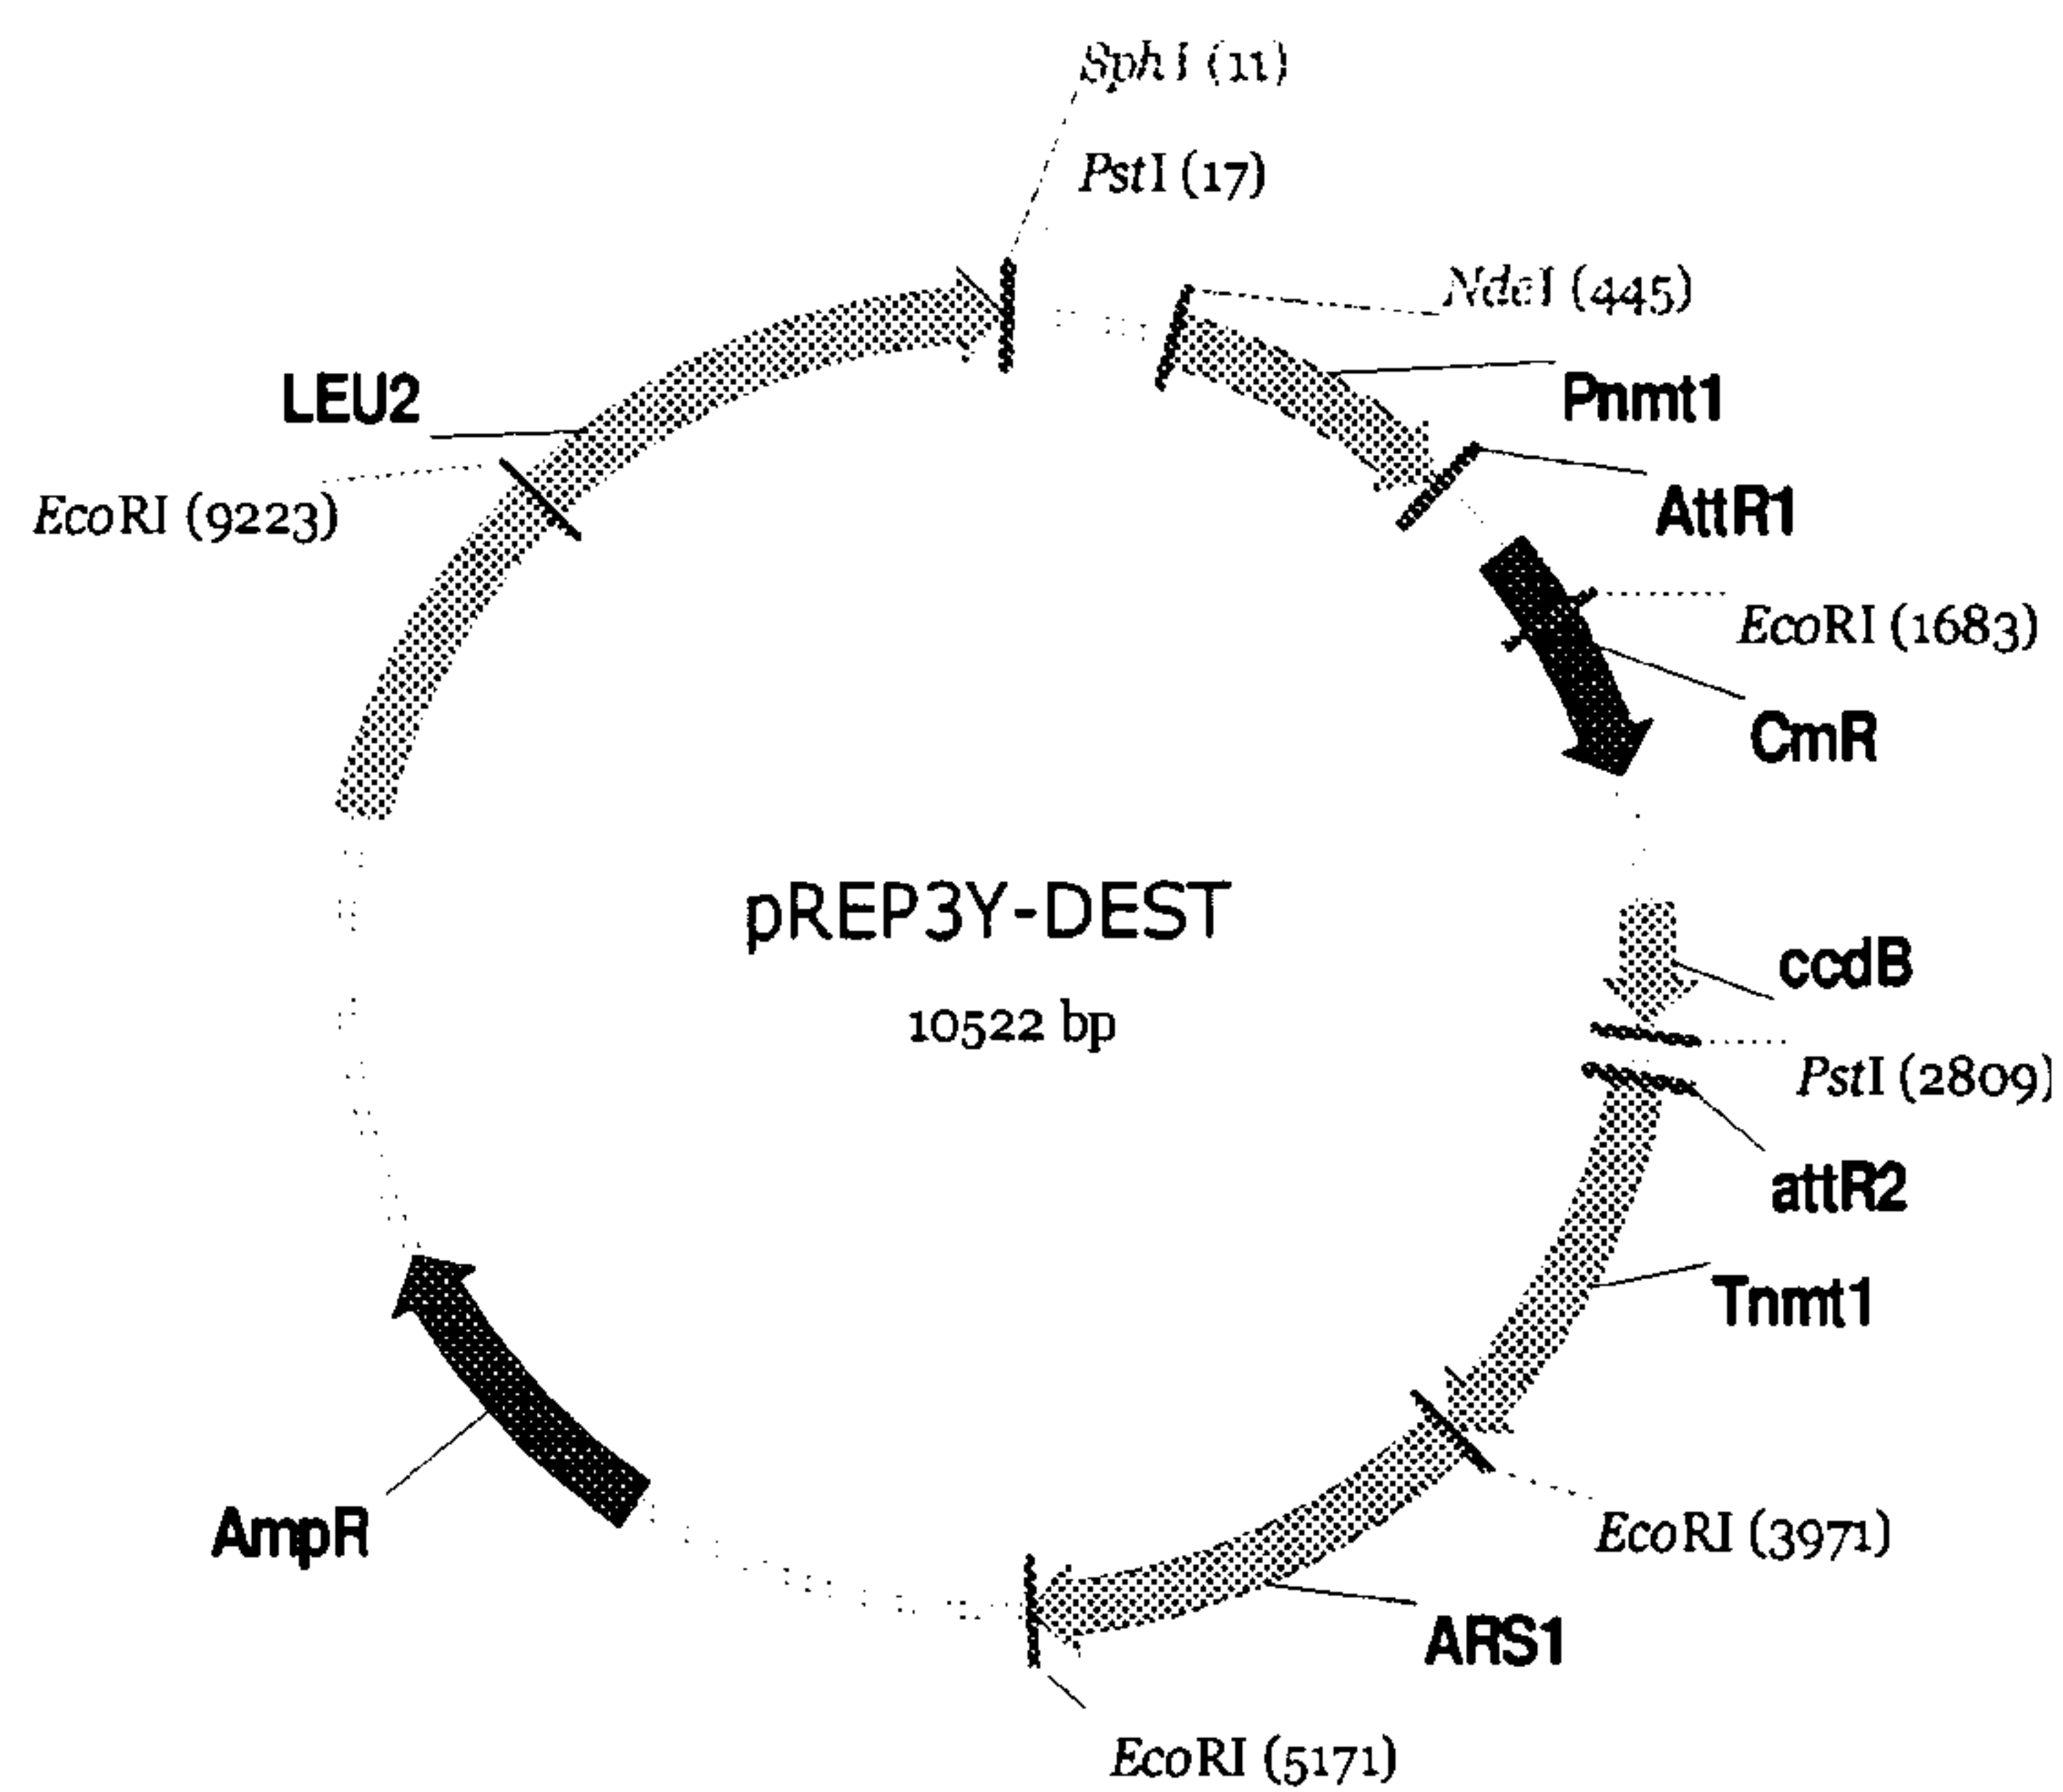 SphI (11)
PstI (17)
NdeI (445)
Pnmt1
LEU2
AttR1
EcoRI (9223)
EcoRI (1683)
CmR
pREP3Y-DEST
ccdB
10522 bp
PstI (2809)
attR2
Tnmt1
AmpR
EcoRI (3971)
ARS1
EcoRI (5171)